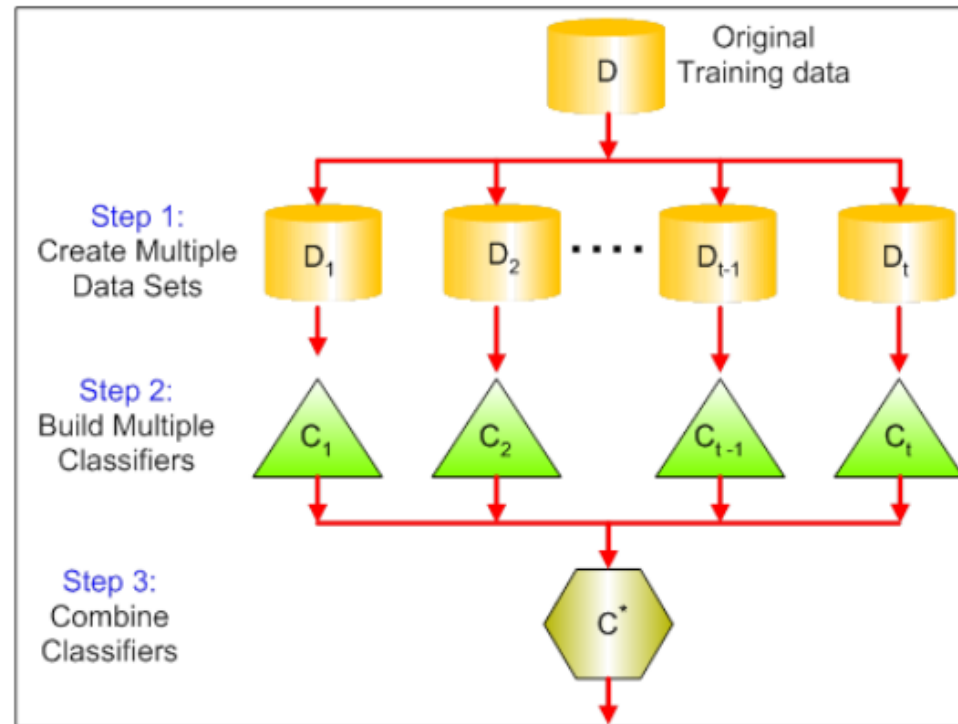 D
Original
Training data
Step 1:
Create Multiple
Data Sets
D₁
D₂
....
Dₜ₋₁
Dₜ
Step 2:
Build Multiple
Classifiers
C₁
C₂
Cₜ₋₁
Cₜ
Step 3:
Combine
Classifiers
C*